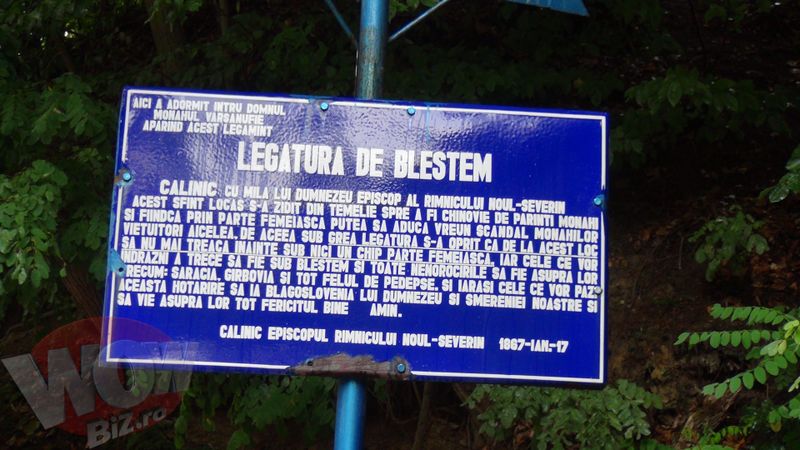 AICI A ADORMIT INTRU DOMNUL
MONAHUL VARSANUFIE
APARIND ACEST LEGAMINT
LEGATURA DE BLESTEM
CALINIC CU MILA LUI DUMNEZEU EPISCOP AL RIMNICULUI NOUL-SEVERIN
ACEST SFINT LOCAS S-A ZIDIT DIN TEMELIE SPRE A FI CHINOVIE DE PARINTI MONAHI
SI FIINDCA PRIN PARTE FEMEIASCA PUTEA SA ADUCA VREUN SCANDAL, MONAHILOR
VIETUITORI AICELEA, DE ACEEA SUB GREA LEGATURA S-A OPRIT CA DE LA ACEST LOC
SA NU MAI TREACA INAINTE SUB NICI UN CHIP PARTE FEMEIASCA, IAR CELE CE VOR
INDRAZNI A TRECE SA FIE SUB BLESTEM SI TOATE NENOROCIRILE SA FIE ASUPRA LOR
PRECUM: SARACIA, GIRBOVIA SI TOT FELUL DE PEDEPSE, SI IARASI CELE CE VOR PAZI
ACEASTA HOTARIRE SA IA BLAGOSLOVENIA LUI DUMNEZEU SI SMERENIEI NOASTRE SI
SA VIE ASUPRA LOR TOT FERICITUL BINE AMIN.
CALINIC EPISCOPUL RIMNICULUI NOUL-SEVERIN 1867-IAN.-17
WOW
BIZ.ro